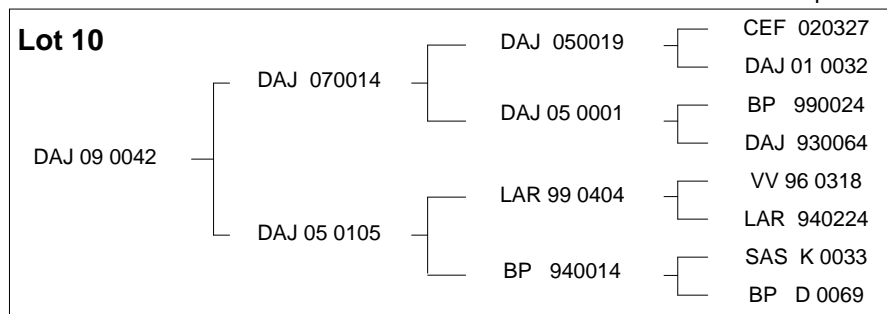 Lot 10
DAJ 09 0042
DAJ 070014
DAJ 05 0105
DAJ 050019
DAJ 05 0001
LAR 99 0404
BP 940014
CEF 020327
DAJ 01 0032
BP 990024
DAJ 930064
VV 96 0318
LAR 940224
SAS K 0033
BP D 0069